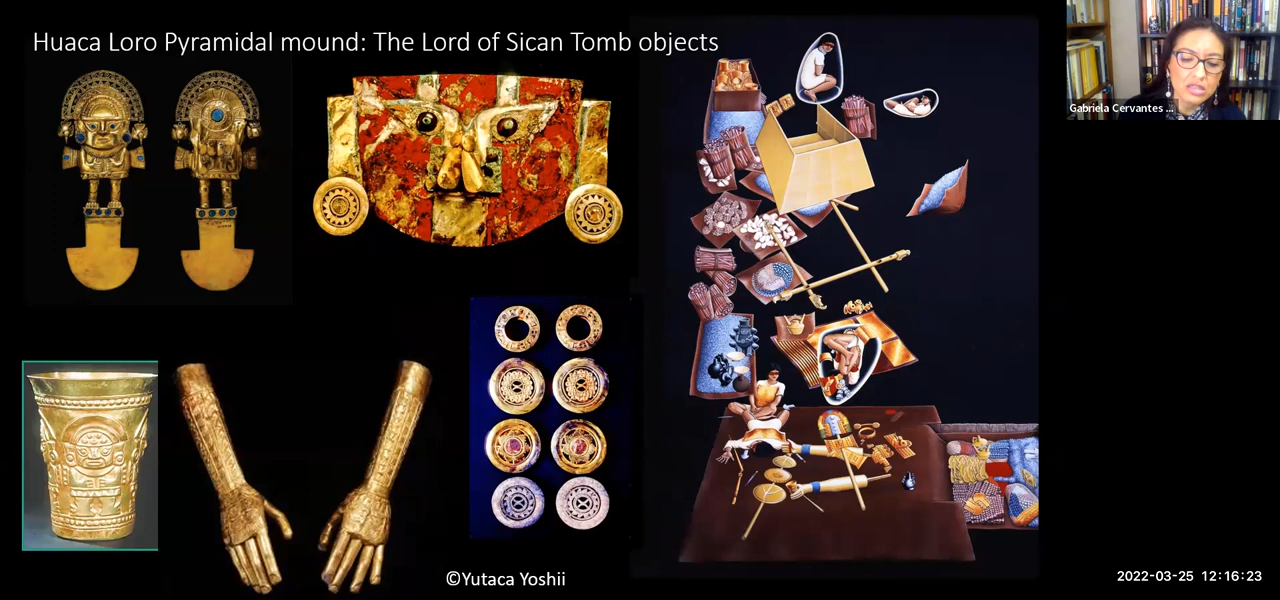 Huaca Loro Pyramidal mound: The Lord of Sican Tomb objects
Gabriela Cervantes ...
©Yutaca Yoshii
2022-03-25 12:16:23